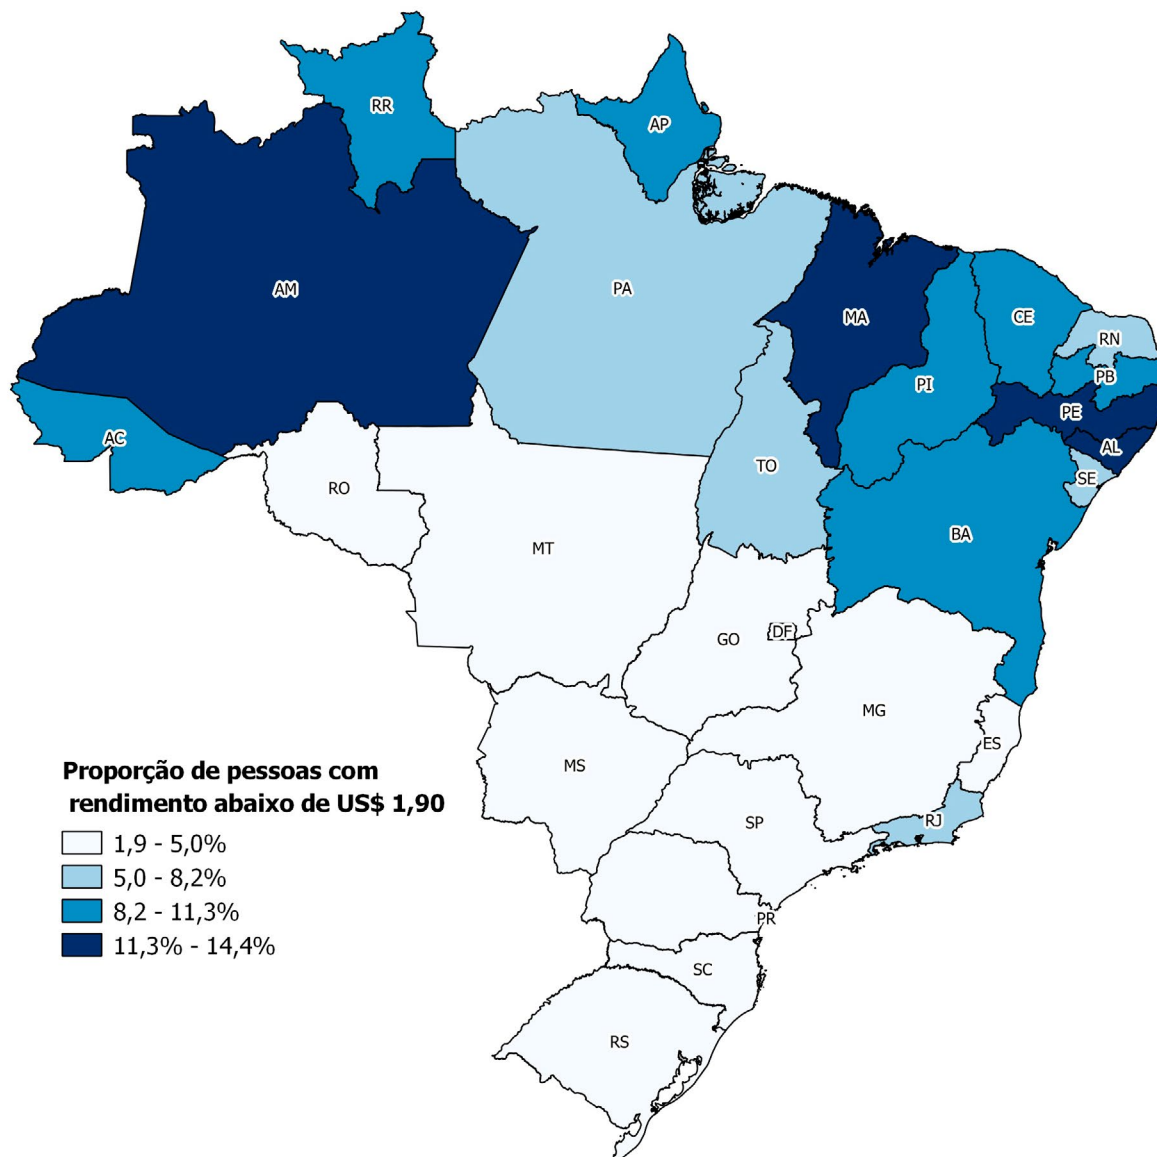 RR
AP
AM
PA
MA
CE
RN
PB
PI
PE
AL
SE
AC
TO
RO
BA
MT
GO
DF
MG
ES
MS
SP
RJ
PR
SC
RS
Proporção de pessoas com
rendimento abaixo de US$ 1,90
1,9 - 5,0%
5,0 - 8,2%
8,2 - 11,3%
11,3% - 14,4%